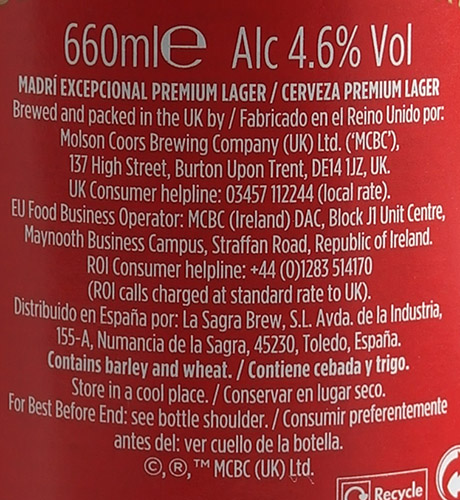 660ml℮ Alc 4.6% Vol
MADRÍ EXCEPCIONAL PREMIUM LAGER / CERVEZA PREMIUM LAGER
Brewed and packed in the UK by / Fabricado en el Reino Unido por:
Molson Coors Brewing Company (UK) Ltd. (‘MCBC’),
137 High Street, Burton Upon Trent, DE14 1JZ, UK.
UK Consumer helpline: 03457 112244 (local rate).
EU Food Business Operator: MCBC (Ireland) DAC, Block J1 Unit Centre,
Maynooth Business Campus, Straffan Road, Republic of Ireland.
ROI Consumer helpline: +44 (0)1283 514170
(ROI calls charged at standard rate to UK).
Distribuido en España por: La Sagra Brew, S.L. Avda. de la Industria,
155-A, Numancia de la Sagra, 45230, Toledo, España.
Contains barley and wheat. / Contiene cebada y trigo.
Store in a cool place. / Conservar en lugar seco.
For Best Before End: see bottle shoulder. / Consumir preferentemente
antes del: ver cuello de la botella.
©, ®, ™ MCBC (UK) Ltd.
Recycle